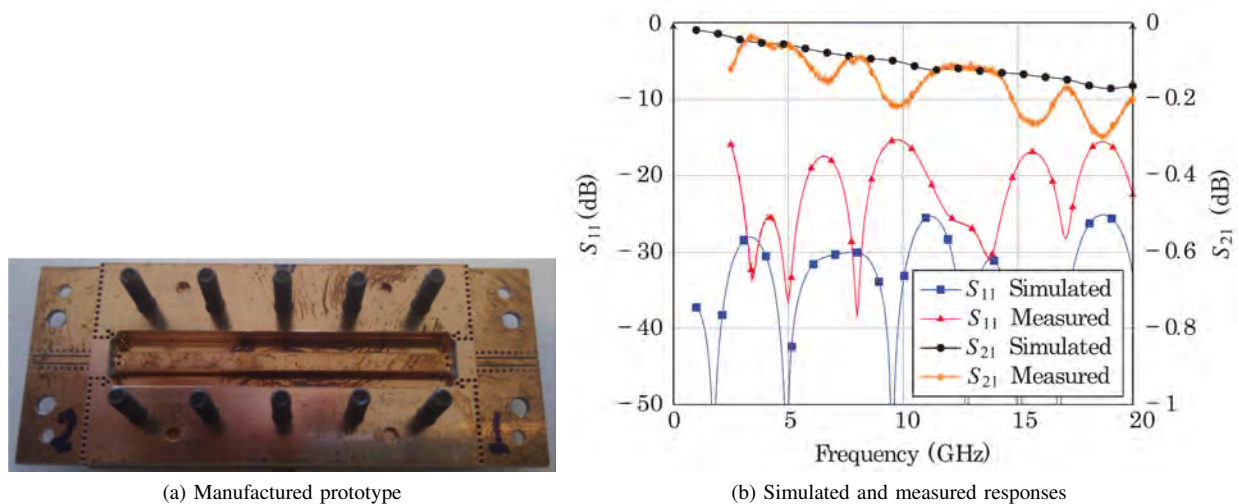 2
1
(a) Manufactured prototype
0
−10
−20
−30
−40
−50
S₁₁ (dB)
0
−0.2
−0.4
−0.6
−0.8
−1
S₂₁ (dB)
0 5 10 15 20
Frequency (GHz)
S₁₁ Simulated
S₁₁ Measured
S₂₁ Simulated
S₂₁ Measured
(b) Simulated and measured responses